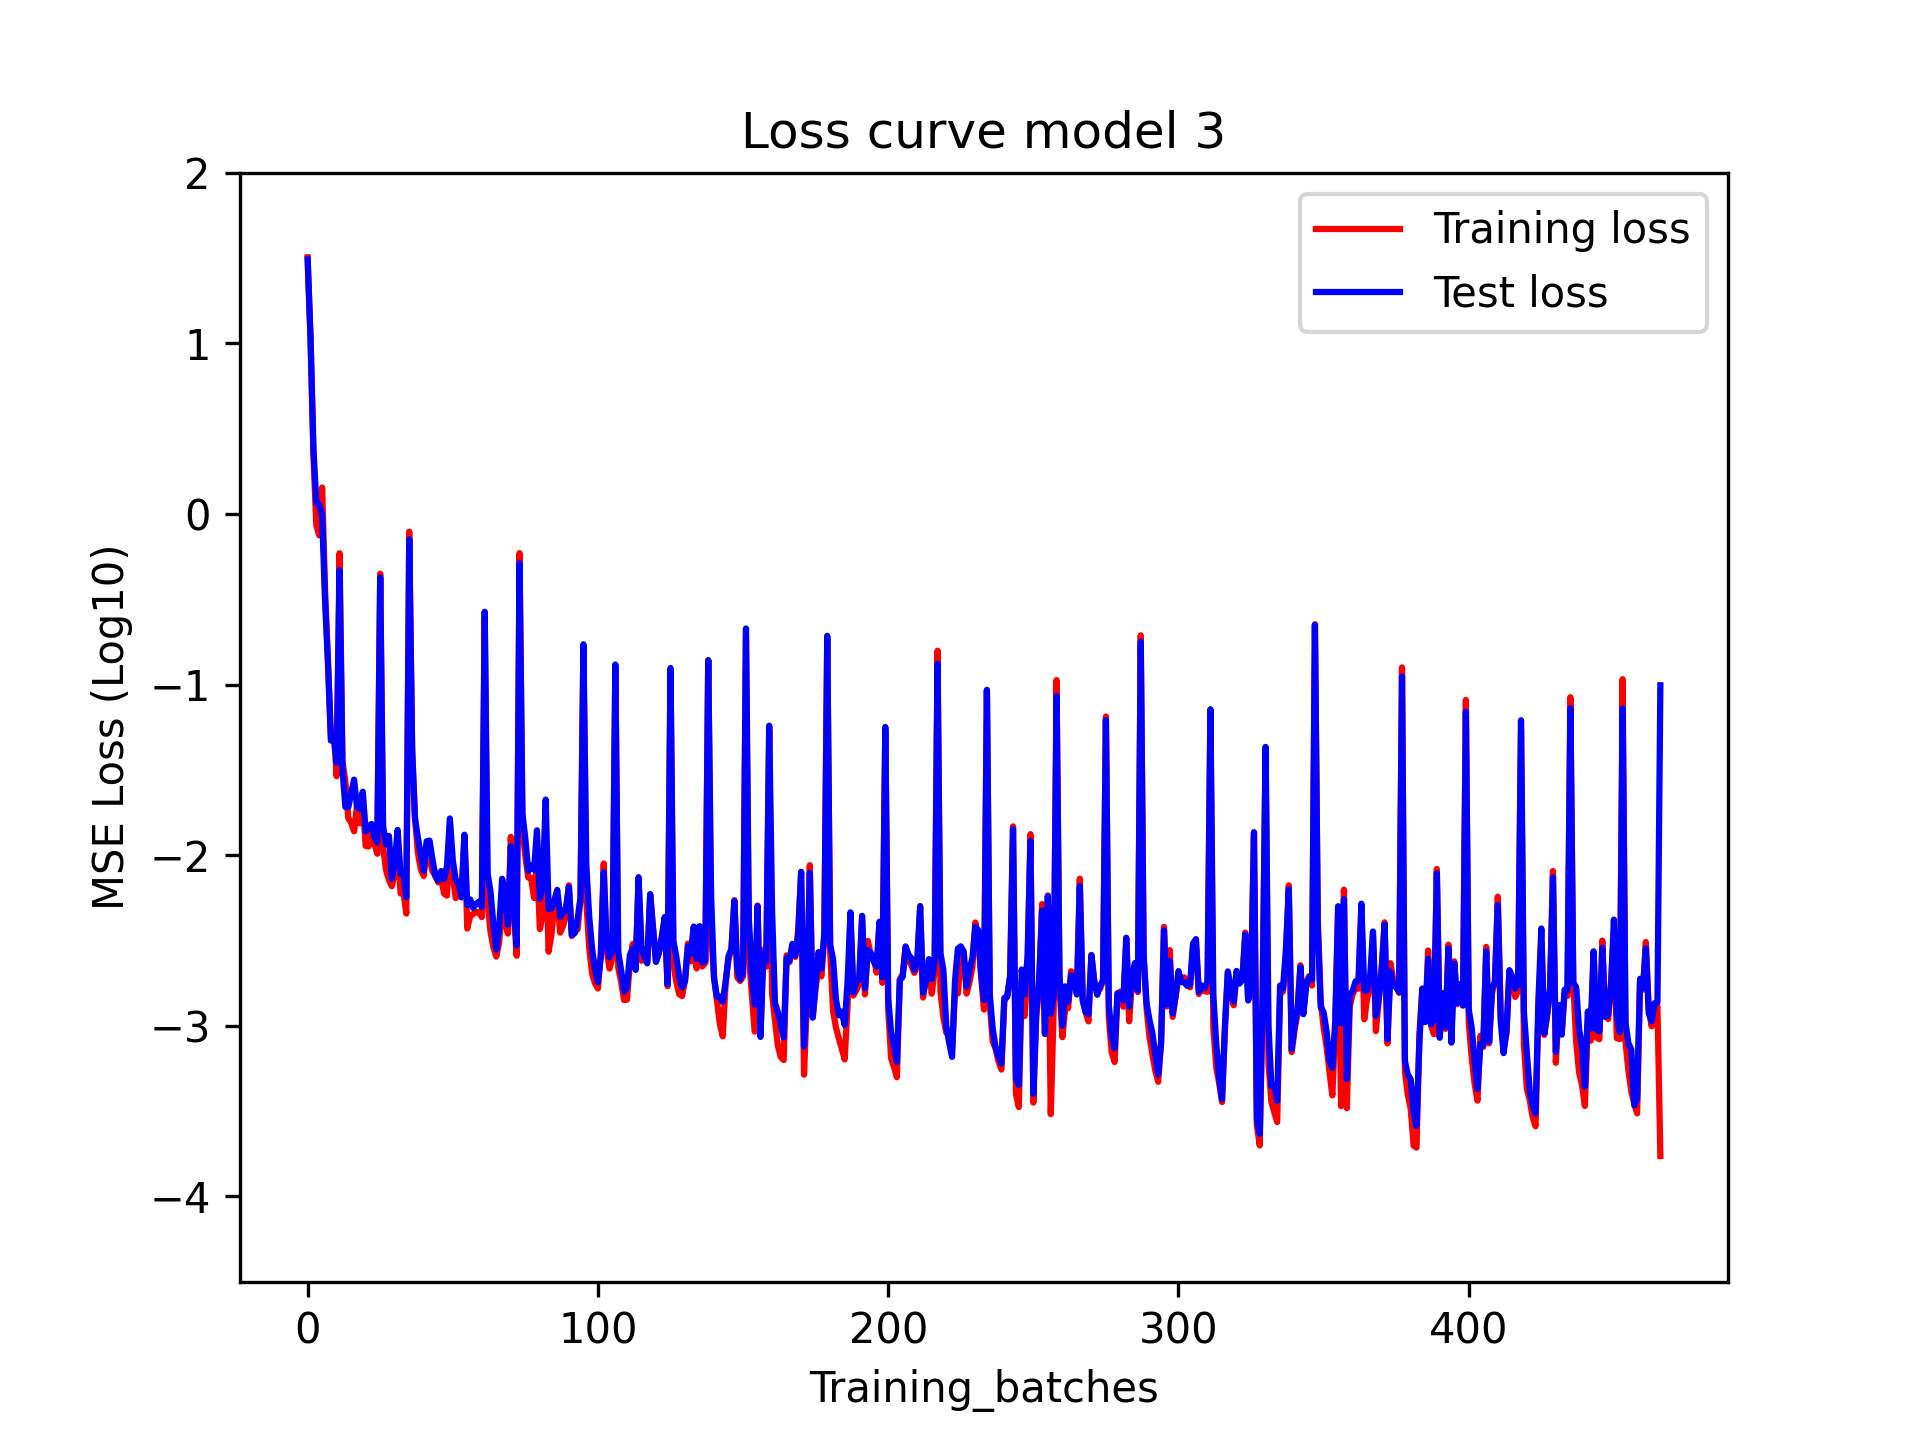 Loss curve model 3
2
1
0
−1
−2
−3
−4
MSE Loss (Log10)
Training loss
Test loss
0 100 200 300 400
Training_batches